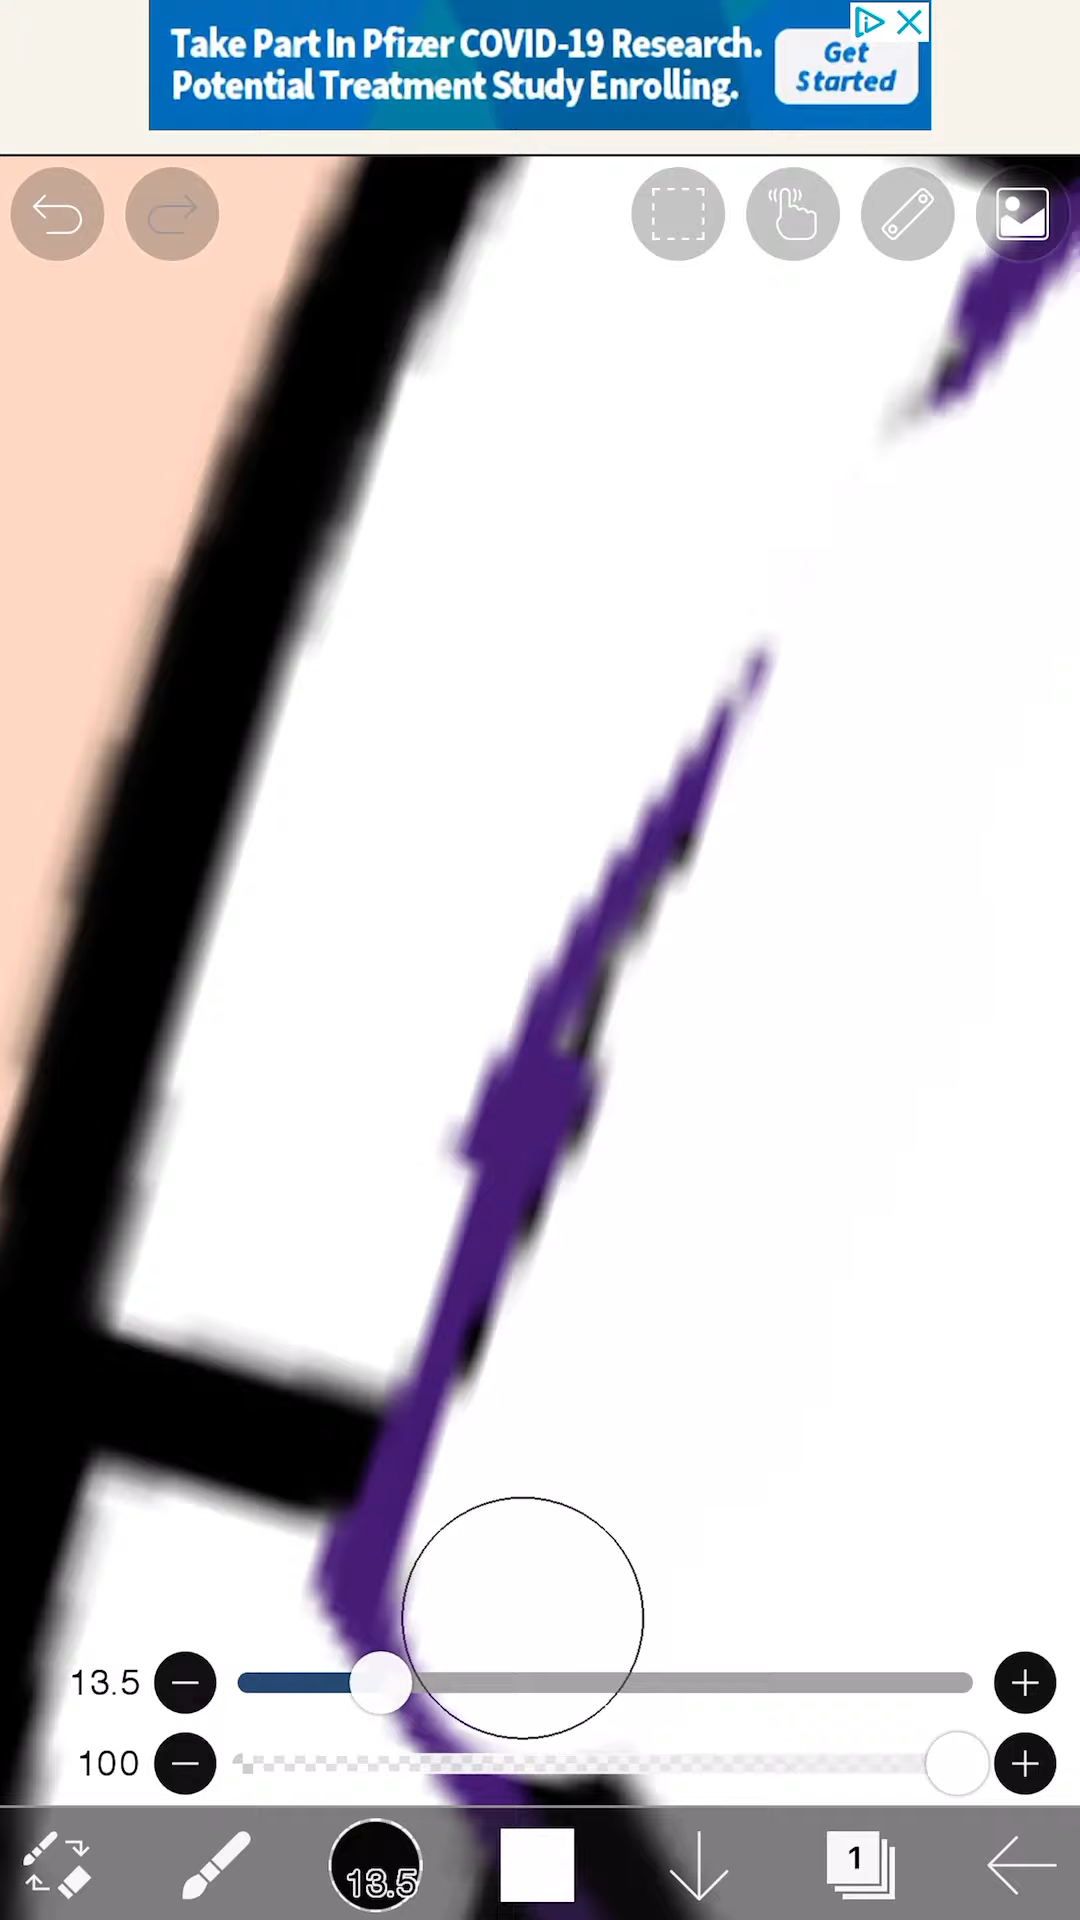 Take Part In Pfizer COVID-19 Research.
Potential Treatment Study Enrolling.
Get
Started
13.5
100
13.5
1